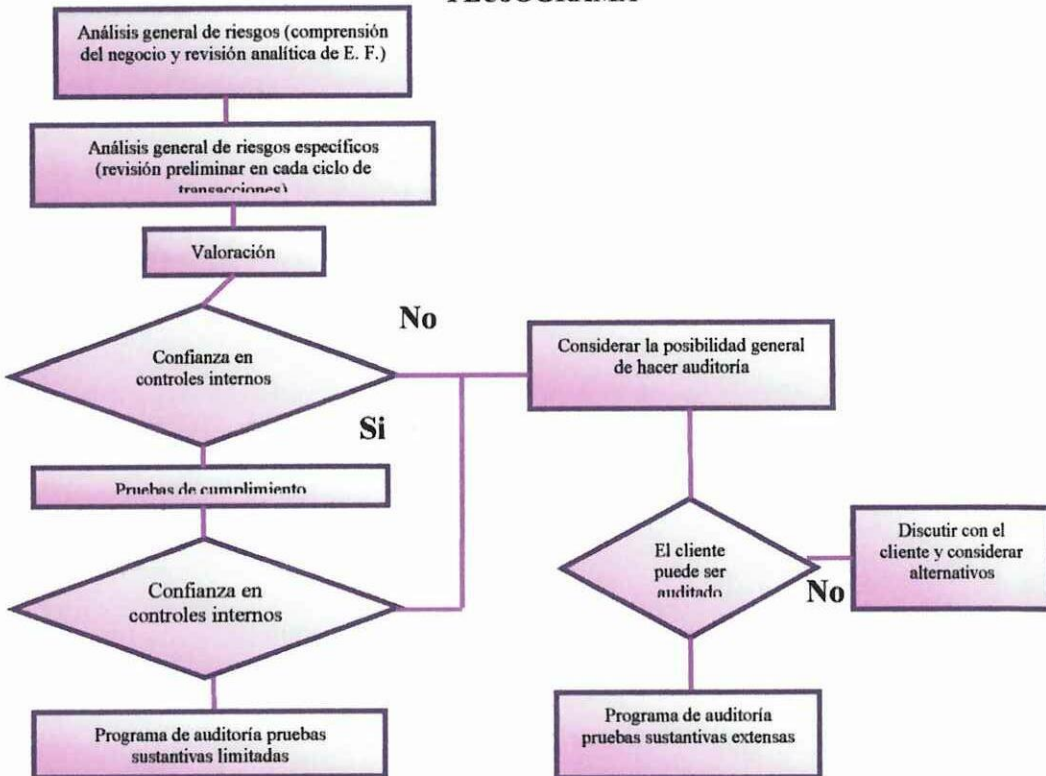 Análisis general de riesgos (comprensión
del negocio y revisión analítica de E. F.)
Análisis general de riesgos específicos
(revisión preliminar en cada ciclo de
transacciones)
Valoración
Confianza en
controles internos
No
Si
Pruebas de cumplimiento
Confianza en
controles internos
Programa de auditoría pruebas
sustantivas limitadas
Considerar la posibilidad general
de hacer auditoría
El cliente
puede ser
auditado
No
Discutir con el
cliente y considerar
alternativos
Programa de auditoría
pruebas sustantivas extensas